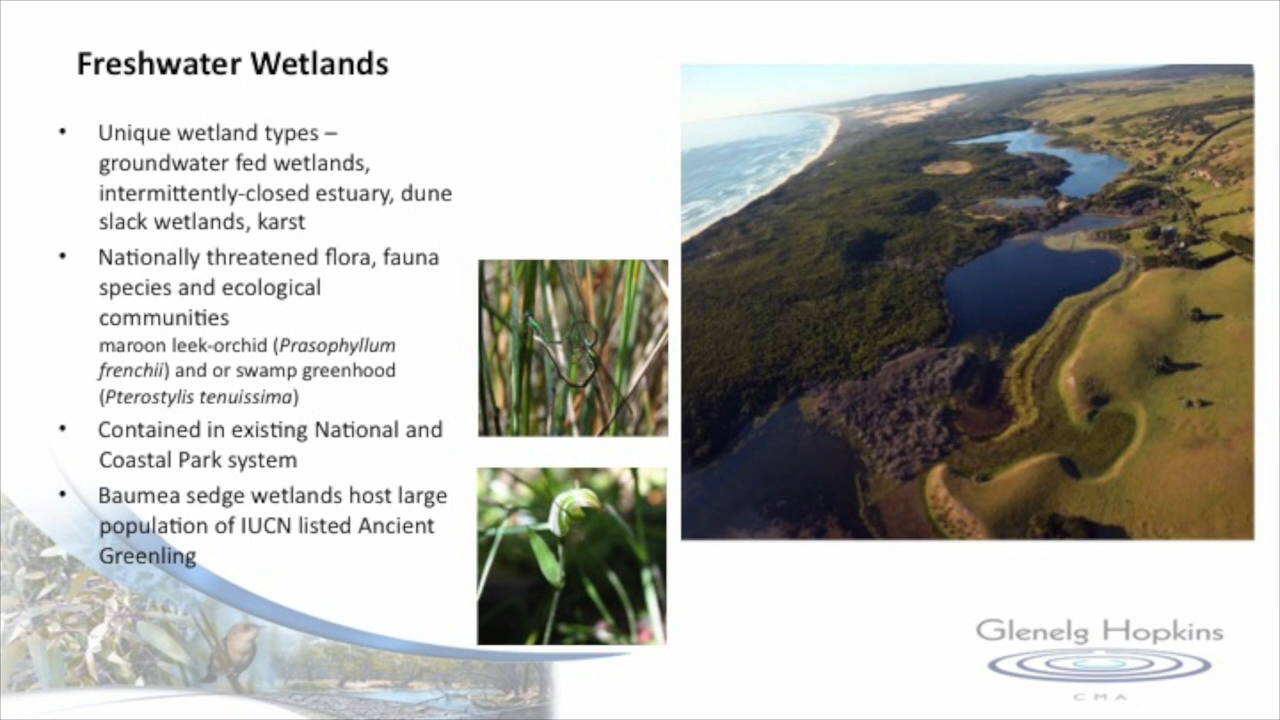 Freshwater Wetlands
• Unique wetland types –
groundwater fed wetlands,
intermittently-closed estuary, dune
slack wetlands, karst
• Nationally threatened flora, fauna
species and ecological
communities
maroon leek-orchid (Prasophyllum
frenchii) and or swamp greenhood
(Pterostylis tenuissima)
• Contained in existing National and
Coastal Park system
• Baumea sedge wetlands host large
population of IUCN listed Ancient
Greenling
Glenelg Hopkins
CMA